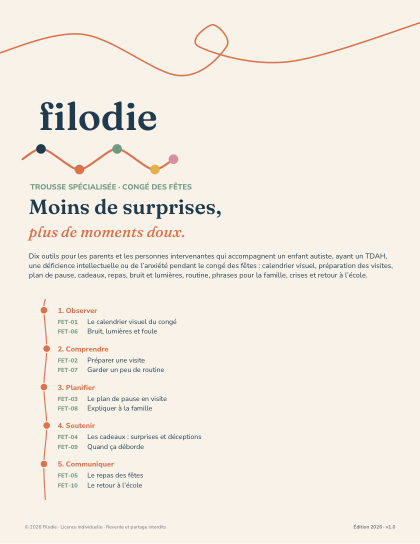 filodie
TROUSSE SPÉCIALISÉE · CONGÉ DES FÊTES
Moins de surprises,
plus de moments doux.
Dix outils pour les parents et les personnes intervenantes qui accompagnent un enfant autiste, ayant un TDAH,
une déficience intellectuelle ou de l'anxiété pendant le congé des fêtes : calendrier visuel, préparation des visites,
plan de pause, cadeaux, repas, bruit et lumières, routine, phrases pour la famille, crises et retour à l'école.
1. Observer
FET-01 Le calendrier visuel du congé
FET-06 Bruit, lumières et foule
2. Comprendre
FET-02 Préparer une visite
FET-07 Garder un peu de routine
3. Planifier
FET-03 Le plan de pause en visite
FET-08 Expliquer à la famille
4. Soutenir
FET-04 Les cadeaux : surprises et déceptions
FET-09 Quand ça déborde
5. Communiquer
FET-05 Le repas des fêtes
FET-10 Le retour à l'école
© 2026 Filodie · Licence individuelle · Revente et partage interdits
Édition 2026 · v1.0